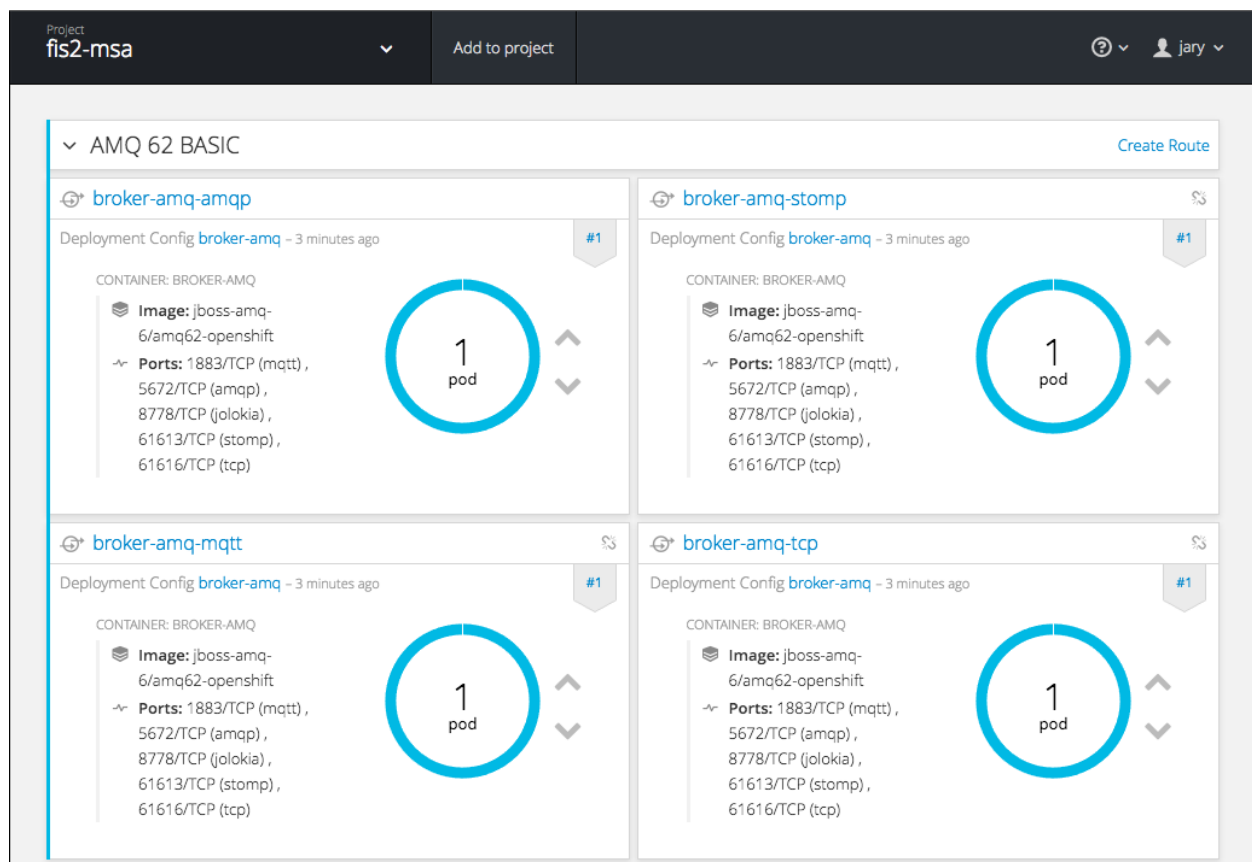 Project
fis2-msa
Add to project
jary
AMQ 62 BASIC
Create Route
broker-amq-amqp
Deployment Config broker-amq – 3 minutes ago
#1
CONTAINER: BROKER-AMQ
Image: jboss-amq-
6/amq62-openshift
Ports: 1883/TCP (mqtt) ,
5672/TCP (amqp) ,
8778/TCP (jolokia) ,
61613/TCP (stomp) ,
61616/TCP (tcp)
1
pod
broker-amq-stomp
Deployment Config broker-amq – 3 minutes ago
#1
CONTAINER: BROKER-AMQ
Image: jboss-amq-
6/amq62-openshift
Ports: 1883/TCP (mqtt) ,
5672/TCP (amqp) ,
8778/TCP (jolokia) ,
61613/TCP (stomp) ,
61616/TCP (tcp)
1
pod
broker-amq-mqtt
Deployment Config broker-amq – 3 minutes ago
#1
CONTAINER: BROKER-AMQ
Image: jboss-amq-
6/amq62-openshift
Ports: 1883/TCP (mqtt) ,
5672/TCP (amqp) ,
8778/TCP (jolokia) ,
61613/TCP (stomp) ,
61616/TCP (tcp)
1
pod
broker-amq-tcp
Deployment Config broker-amq – 3 minutes ago
#1
CONTAINER: BROKER-AMQ
Image: jboss-amq-
6/amq62-openshift
Ports: 1883/TCP (mqtt) ,
5672/TCP (amqp) ,
8778/TCP (jolokia) ,
61613/TCP (stomp) ,
61616/TCP (tcp)
1
pod